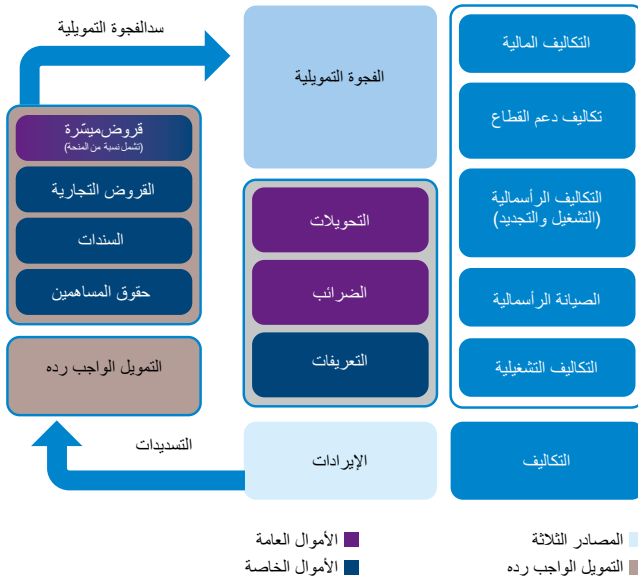 التكاليف المالية
تكاليف دعم القطاع
التكاليف الرأسمالية
(التشغيل والتجديد)
الصيانة الرأسمالية
التكاليف التشغيلية
التكاليف
الفجوة التمويلية
التحويلات
الضرائب
التعريفات
الإيرادات
سدالفجوة التمويلية
قروض‌ميسّرة
(تشمل نسبة من المنحة)
القروض التجارية
السندات
حقوق المساهمين
التمويل الواجب رده
التسديدات
المصادر الثلاثة
التمويل الواجب رده
الأموال العامة
الأموال الخاصة